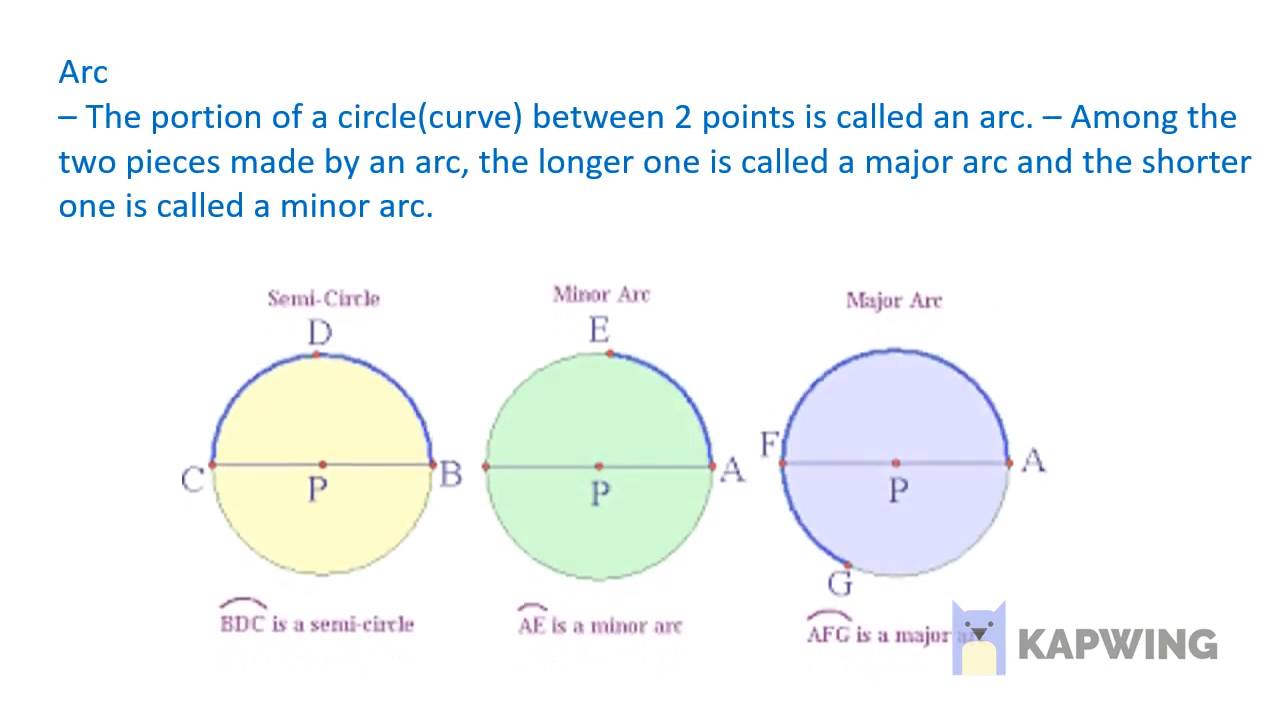 Arc
– The portion of a circle(curve) between 2 points is called an arc. – Among the
two pieces made by an arc, the longer one is called a major arc and the shorter
one is called a minor arc.
Semi-Circle
D
C
B
P
BDC is a semi-circle
Minor Arc
E
A
P
AE is a minor arc
Major Arc
F
A
P
G
AFG is a major
KAPWING